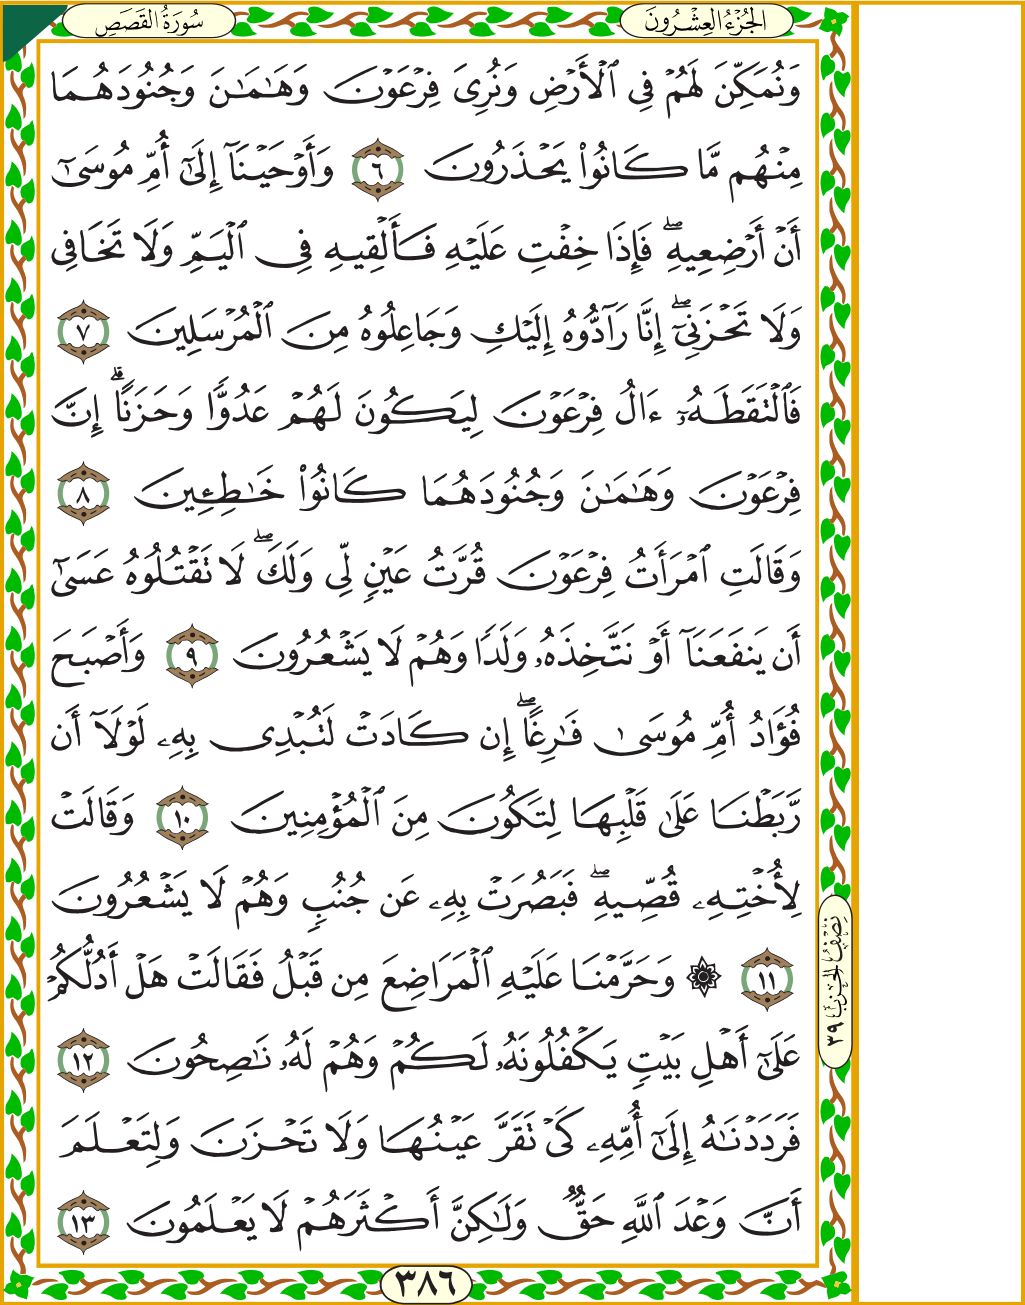 الجُزْءُ العِشْرُونَ
سُورَةُ القَصَصِ
وَنُمَكِّنَ لَهُمْ فِي ٱلْأَرْضِ وَنُرِيَ فِرْعَوْنَ وَهَٰمَٰنَ وَجُنُودَهُمَا
مِنْهُم مَّا كَانُوا۟ يَحْذَرُونَ ٦ وَأَوْحَيْنَآ إِلَىٰٓ أُمِّ مُوسَىٰٓ
أَنْ أَرْضِعِيهِ ۖ فَإِذَا خِفْتِ عَلَيْهِ فَأَلْقِيهِ فِي ٱلْيَمِّ وَلَا تَخَافِي
وَلَا تَحْزَنِىٓ ۖ إِنَّا رَآدُّوهُ إِلَيْكِ وَجَاعِلُوهُ مِنَ ٱلْمُرْسَلِينَ ٧
فَٱلْتَقَطَهُۥٓ ءَالُ فِرْعَوْنَ لِيَكُونَ لَهُمْ عَدُوًّا وَحَزَنًا ۗ إِنَّ
فِرْعَوْنَ وَهَٰمَٰنَ وَجُنُودَهُمَا كَانُوا۟ خَٰطِـِٔينَ ٨
وَقَالَتِ ٱمْرَأَتُ فِرْعَوْنَ قُرَّتُ عَيْنٍ لِّي وَلَكَ ۖ لَا تَقْتُلُوهُ عَسَىٰٓ
أَن يَنفَعَنَآ أَوْ نَتَّخِذَهُۥ وَلَدًا وَهُمْ لَا يَشْعُرُونَ ٩ وَأَصْبَحَ
فُؤَادُ أُمِّ مُوسَىٰ فَٰرِغًا ۖ إِن كَادَتْ لَتُبْدِي بِهِۦ لَوْلَآ أَن
رَّبَطْنَا عَلَىٰ قَلْبِهَا لِتَكُونَ مِنَ ٱلْمُؤْمِنِينَ ١٠ وَقَالَتْ
لِأُخْتِهِۦ قُصِّيهِ ۖ فَبَصُرَتْ بِهِۦ عَن جُنُبٍ وَهُمْ لَا يَشْعُرُونَ
١١ ۞ وَحَرَّمْنَا عَلَيْهِ ٱلْمَرَاضِعَ مِن قَبْلُ فَقَالَتْ هَلْ أَدُلُّكُمْ
عَلَىٰٓ أَهْلِ بَيْتٍ يَكْفُلُونَهُۥ لَكُمْ وَهُمْ لَهُۥ نَٰصِحُونَ ١٢
فَرَدَدْنَٰهُ إِلَىٰٓ أُمِّهِۦ كَىْ تَقَرَّ عَيْنُهَا وَلَا تَحْزَنَ وَلِتَعْلَمَ
أَنَّ وَعْدَ ٱللَّهِ حَقٌّ وَلَٰكِنَّ أَكْثَرَهُمْ لَا يَعْلَمُونَ ١٣
نِصْفُ الحِزْبِ ٣٩
٣٨٦